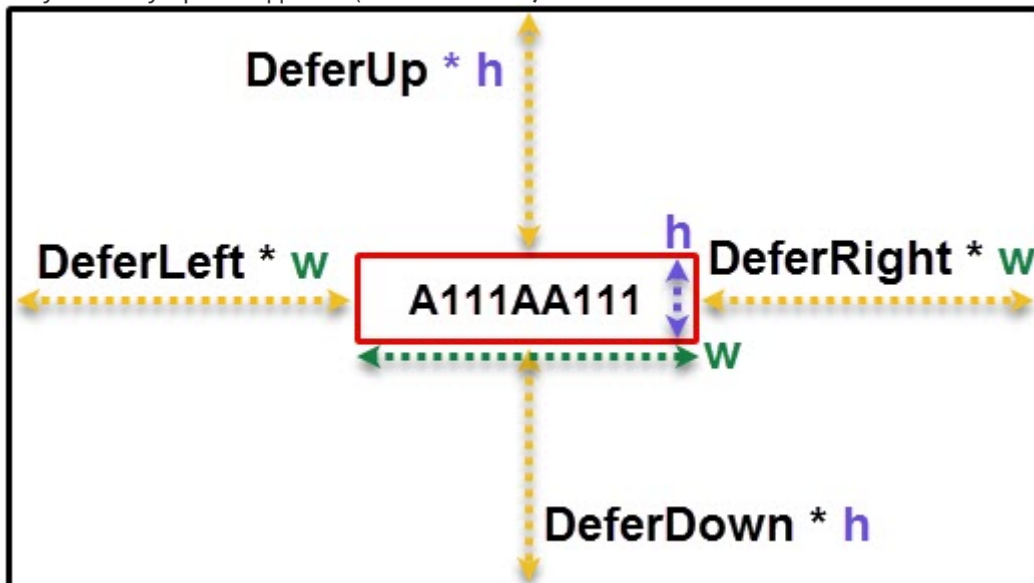 DeferUp * h
h
DeferLeft * w
DeferRight * w
A111AA111
w
DeferDown * h